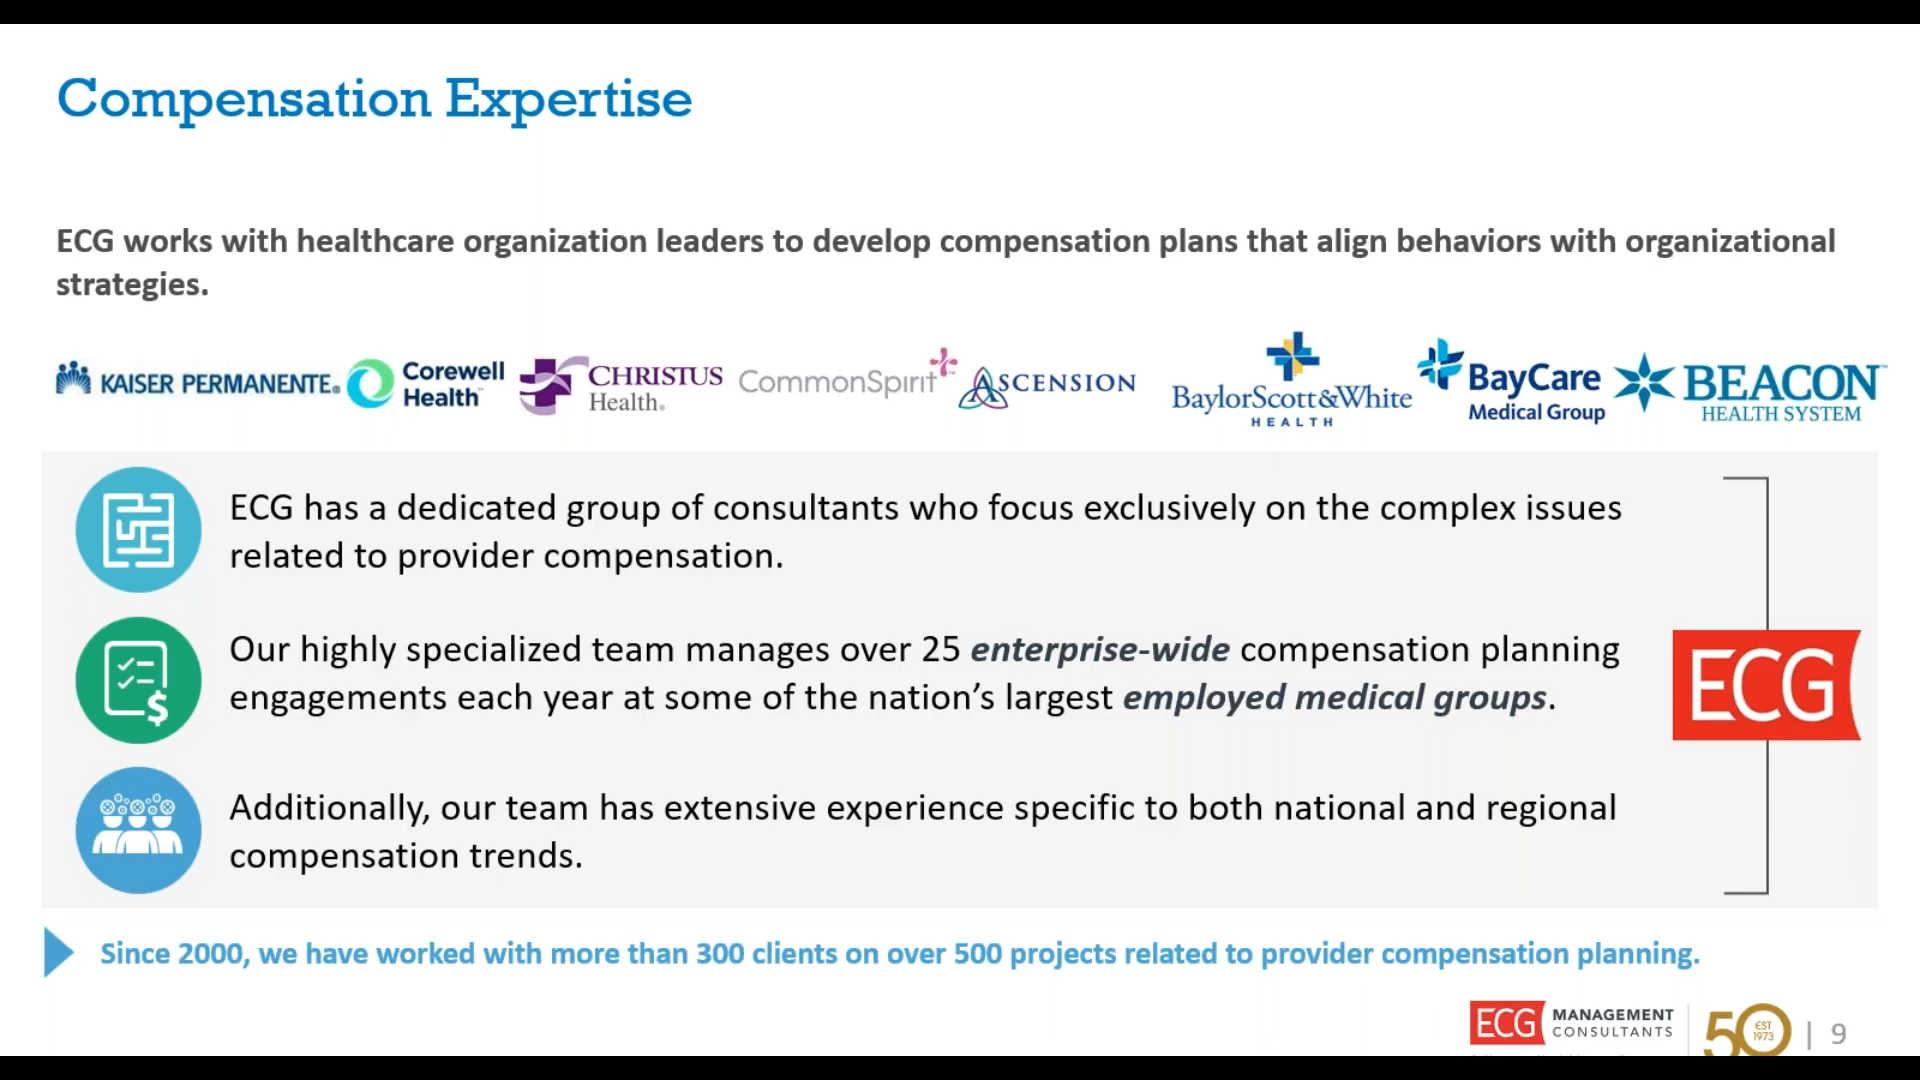 Compensation Expertise
ECG works with healthcare organization leaders to develop compensation plans that align behaviors with organizational
strategies.
KAISER PERMANENTE®
Corewell
Health™
CHRISTUS
Health®
CommonSpirit™
ASCENSION
BaylorScott&White
HEALTH
BayCare
Medical Group
BEACON™
HEALTH SYSTEM
ECG has a dedicated group of consultants who focus exclusively on the complex issues
related to provider compensation.
Our highly specialized team manages over 25 enterprise-wide compensation planning
engagements each year at some of the nation’s largest employed medical groups.
Additionally, our team has extensive experience specific to both national and regional
compensation trends.
ECG
Since 2000, we have worked with more than 300 clients on over 500 projects related to provider compensation planning.
ECG MANAGEMENT
CONSULTANTS
50 EST
1973
| 9